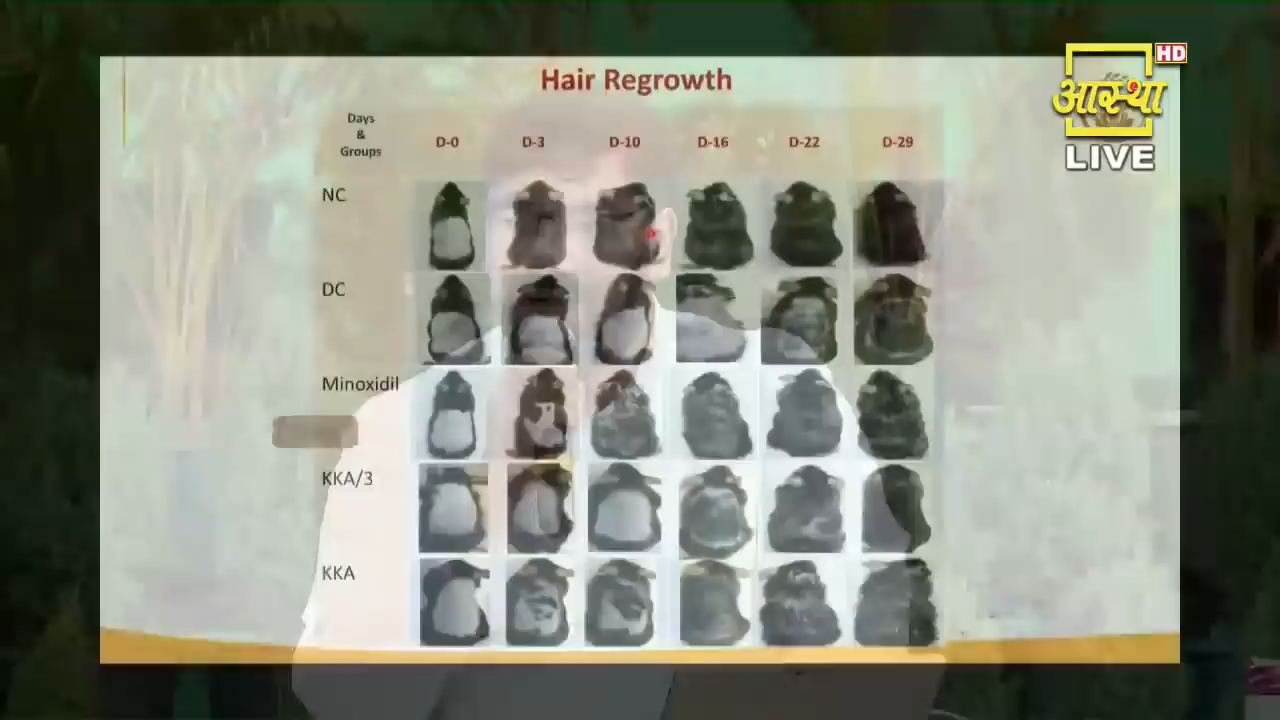 Hair Regrowth
Days
&
Groups
D-0 D-3 D-10 D-16 D-22 D-29
NC
DC
Minoxidil
KKA/3
KKA
HD
आस्था
LIVE